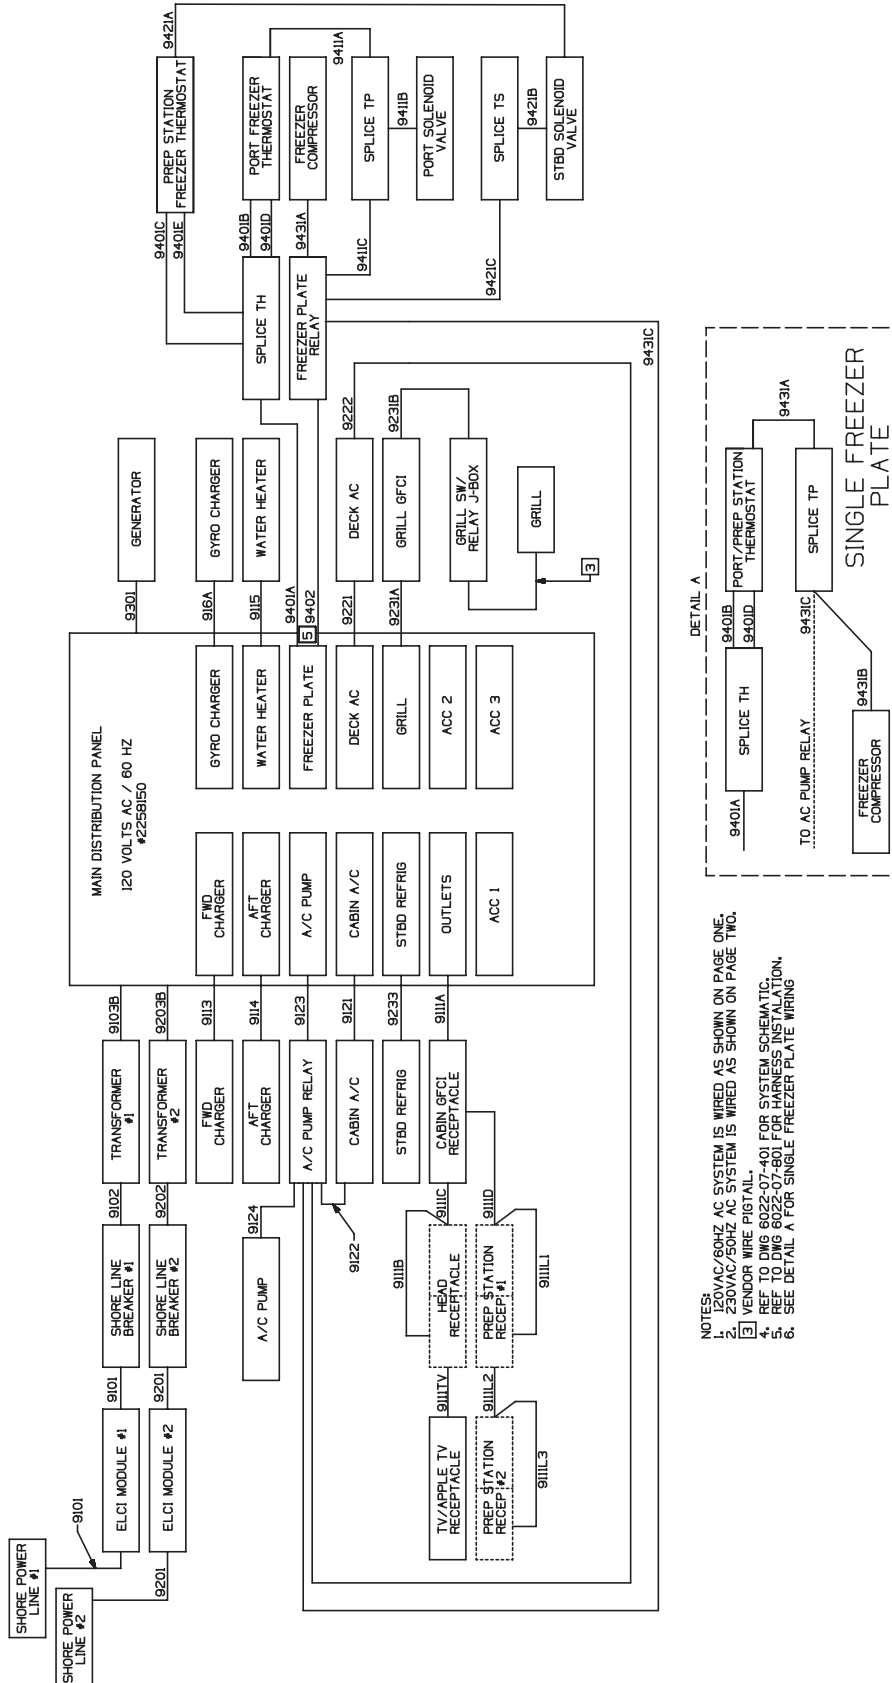 SHORE POWER
LINE #1
SHORE POWER
LINE #2
9101
9201
ELCI MODULE #1
ELCI MODULE #2
9101
9201
SHORE LINE
BREAKER #1
SHORE LINE
BREAKER #2
9102
9202
TRANSFORMER
#1
TRANSFORMER
#2
9103B
9203B
MAIN DISTRIBUTION PANEL
120 VOLTS AC / 60 HZ
#2258150
FWD
CHARGER
9113
FWD
CHARGER
AFT
CHARGER
9114
AFT
CHARGER
A/C PUMP
9124
A/C PUMP RELAY
9123
A/C PUMP
9122
CABIN A/C
9121
CABIN A/C
STBD REFRIG
9233
STBD REFRIG
CABIN GFCI
RECEPTACLE
9111A
OUTLETS
ACC 1
9111C
9111D
9111B
HEAD
RECEPTACLE
PREP STATION
RECEP #1
9111L1
9111TV
9111L2
TV/APPLE TV
RECEPTACLE
PREP STATION
RECEP #2
9111L3
GYRO CHARGER
WATER HEATER
FREEZER PLATE
DECK AC
GRILL
ACC 2
ACC 3
9301
GENERATOR
916A
GYRO CHARGER
9115
WATER HEATER
9401A
5
9402
9221
DECK AC
9222
9231A
GRILL GFCI
9231B
GRILL SW/
RELAY J-BOX
GRILL
3
SPLICE TH
FREEZER PLATE
RELAY
9401C
9401E
9401B
9401D
9431A
9411C
9421C
9431C
PREP STATION
FREEZER THERMOSTAT
9421A
PORT FREEZER
THERMOSTAT
9411A
FREEZER
COMPRESSOR
SPLICE TP
9411B
PORT SOLENOID
VALVE
SPLICE TS
9421B
STBD SOLENOID
VALVE
NOTES:
1. 120VAC/60HZ AC SYSTEM IS WIRED AS SHOWN ON PAGE ONE.
2. 230VAC/50HZ AC SYSTEM IS WIRED AS SHOWN ON PAGE TWO.
3 VENDOR WIRE PIGTAIL.
4. REF TO DWG 6022-07-401 FOR SYSTEM SCHEMATIC.
5. REF TO DWG 6022-07-801 FOR HARNESS INSTALATION.
6. SEE DETAIL A FOR SINGLE FREEZER PLATE WIRING
DETAIL A
9401A
SPLICE TH
9401B
9401D
PORT/PREP STATION
THERMOSTAT
9431A
TO AC PUMP RELAY
9431C
SPLICE TP
FREEZER
COMPRESSOR
9431B
SINGLE FREEZER
PLATE